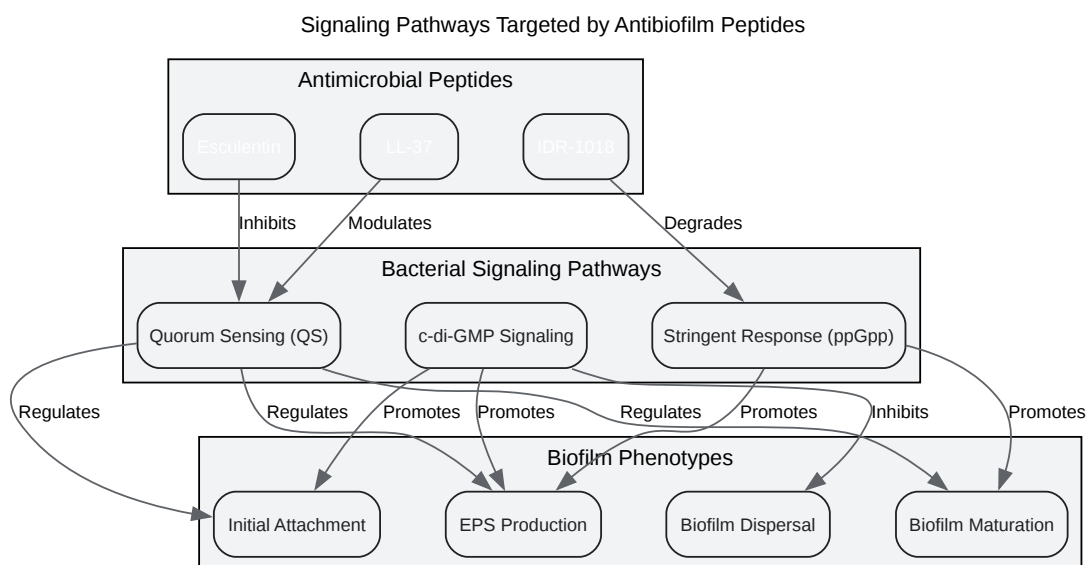 Signaling Pathways Targeted by Antibiofilm Peptides
Antimicrobial Peptides
Esculentin
LL-37
IDR-1018
Inhibits
Modulates
Degrades
Bacterial Signaling Pathways
Quorum Sensing (QS)
c-di-GMP Signaling
Stringent Response (ppGpp)
Regulates
Regulates
Promotes
Promotes
Regulates
Promotes
Inhibits
Promotes
Biofilm Phenotypes
Initial Attachment
EPS Production
Biofilm Dispersal
Biofilm Maturation